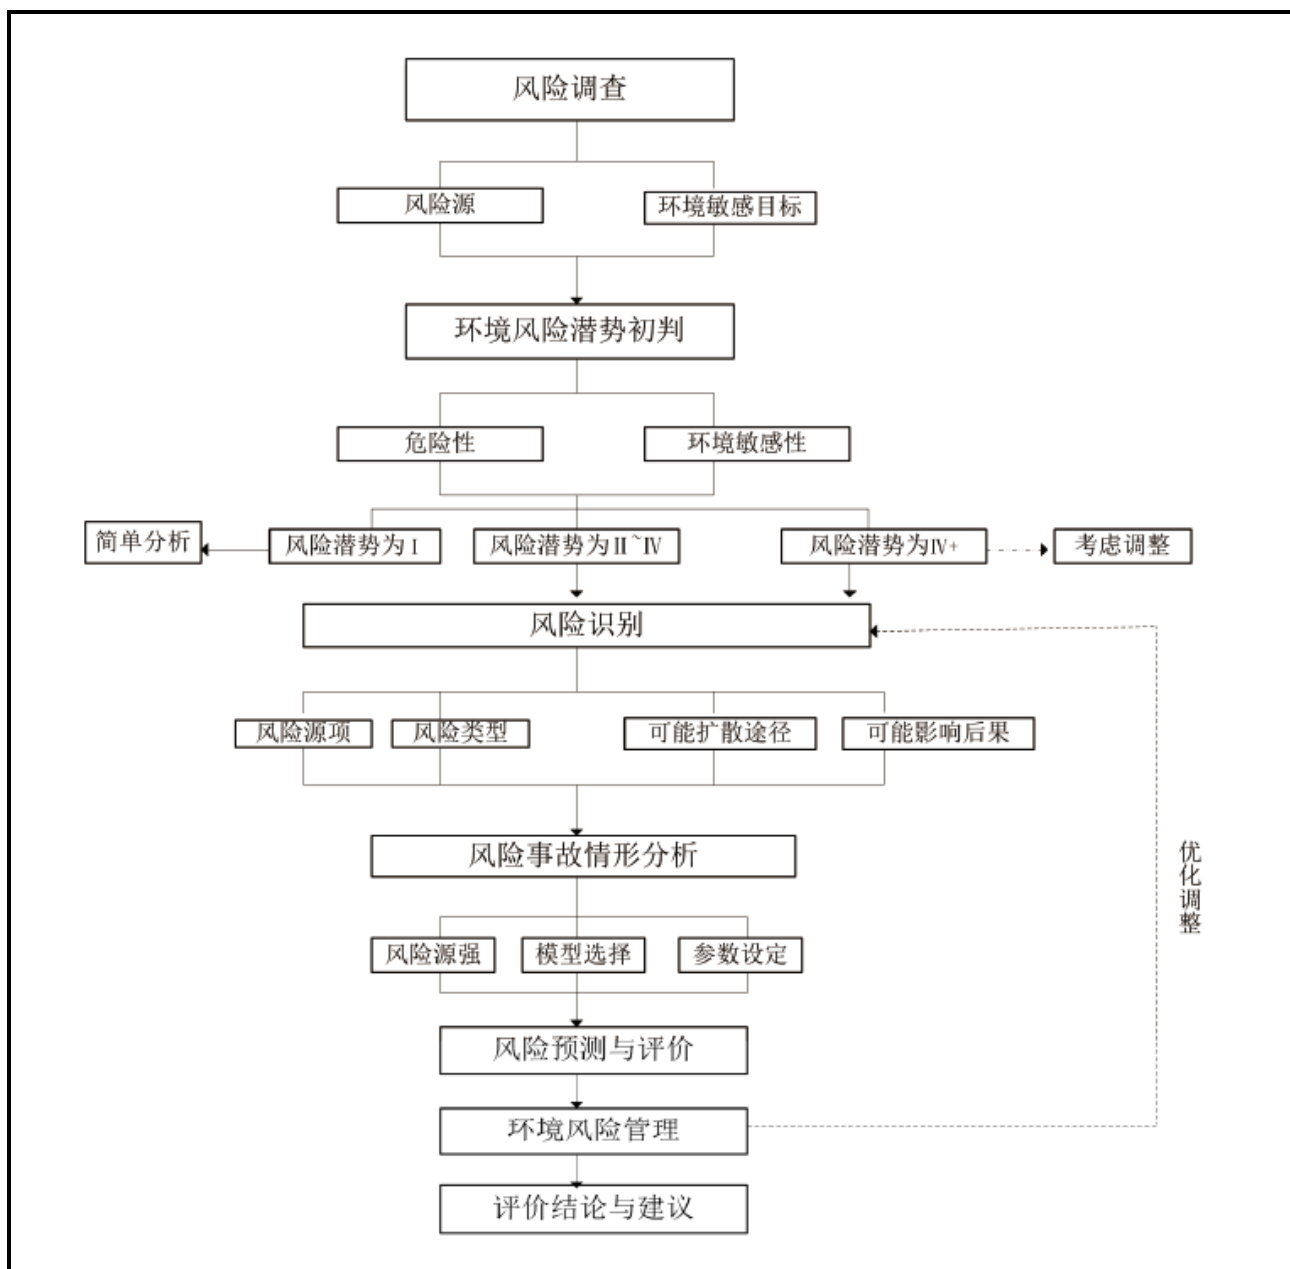 风险调查
风险源
环境敏感目标
环境风险潜势初判
危险性
环境敏感性
简单分析
风险潜势为Ⅰ
风险潜势为Ⅱ~Ⅳ
风险潜势为Ⅳ+
考虑调整
风险识别
风险源项
风险类型
可能扩散途径
可能影响后果
风险事故情形分析
优化调整
风险源强
模型选择
参数设定
风险预测与评价
环境风险管理
评价结论与建议